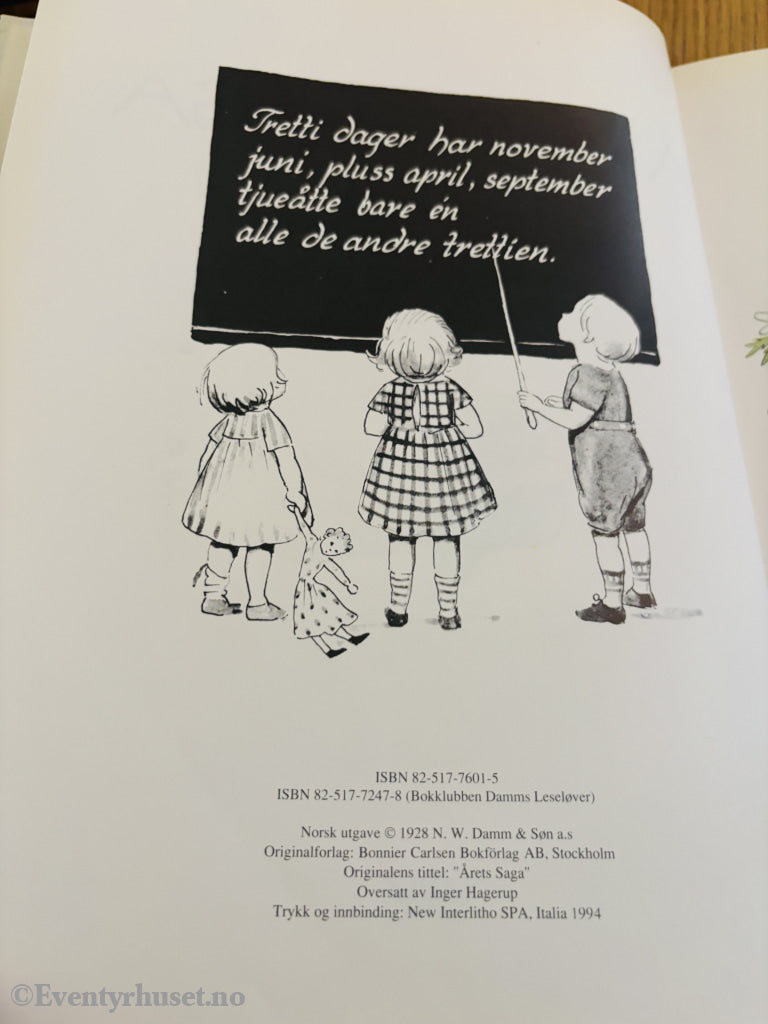 Tretti dager har november
juni, pluss april, september
tjueåtte bare én
alle de andre trettien.
ISBN 82-517-7601-5
ISBN 82-517-7247-8 (Bokklubben Damms Leseløver)
Norsk utgave © 1928 N. W. Damm & Søn a.s
Originalforlag: Bonnier Carlsen Bokförlag AB, Stockholm
Originalens tittel: "Årets Saga"
Oversatt av Inger Hagerup
Trykk og innbinding: New Interlitho SPA, Italia 1994
©Eventyrhuset.no